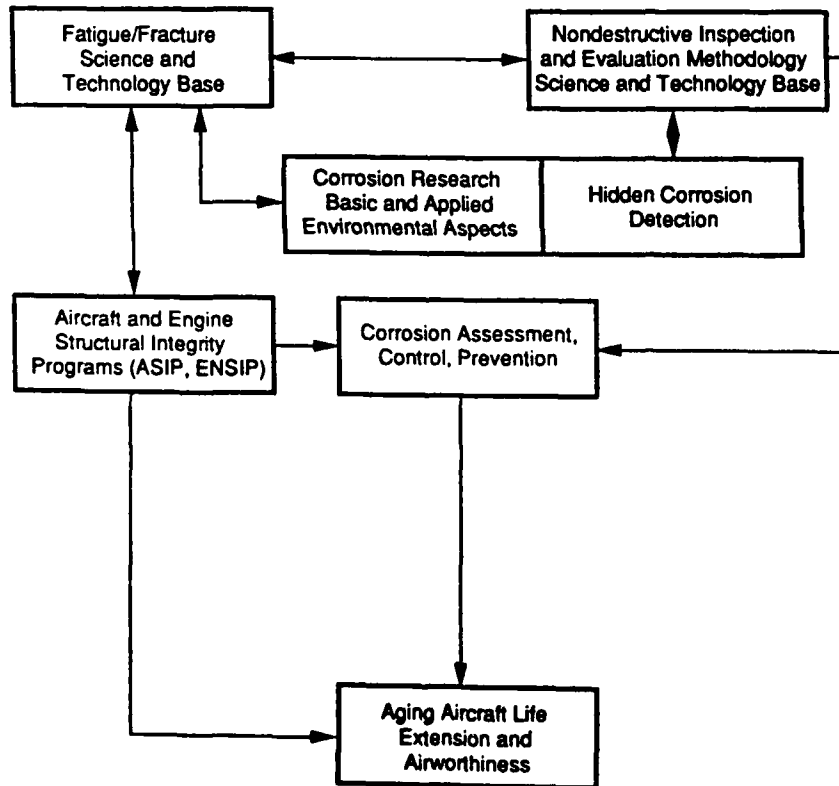 Fatigue/Fracture
Science and
Technology Base
Nondestructive Inspection
and Evaluation Methodology
Science and Technology Base
Corrosion Research
Basic and Applied
Environmental Aspects
Hidden Corrosion
Detection
Aircraft and Engine
Structural Integrity
Programs (ASIP, ENSIP)
Corrosion Assessment,
Control, Prevention
Aging Aircraft Life
Extension and
Airworthiness